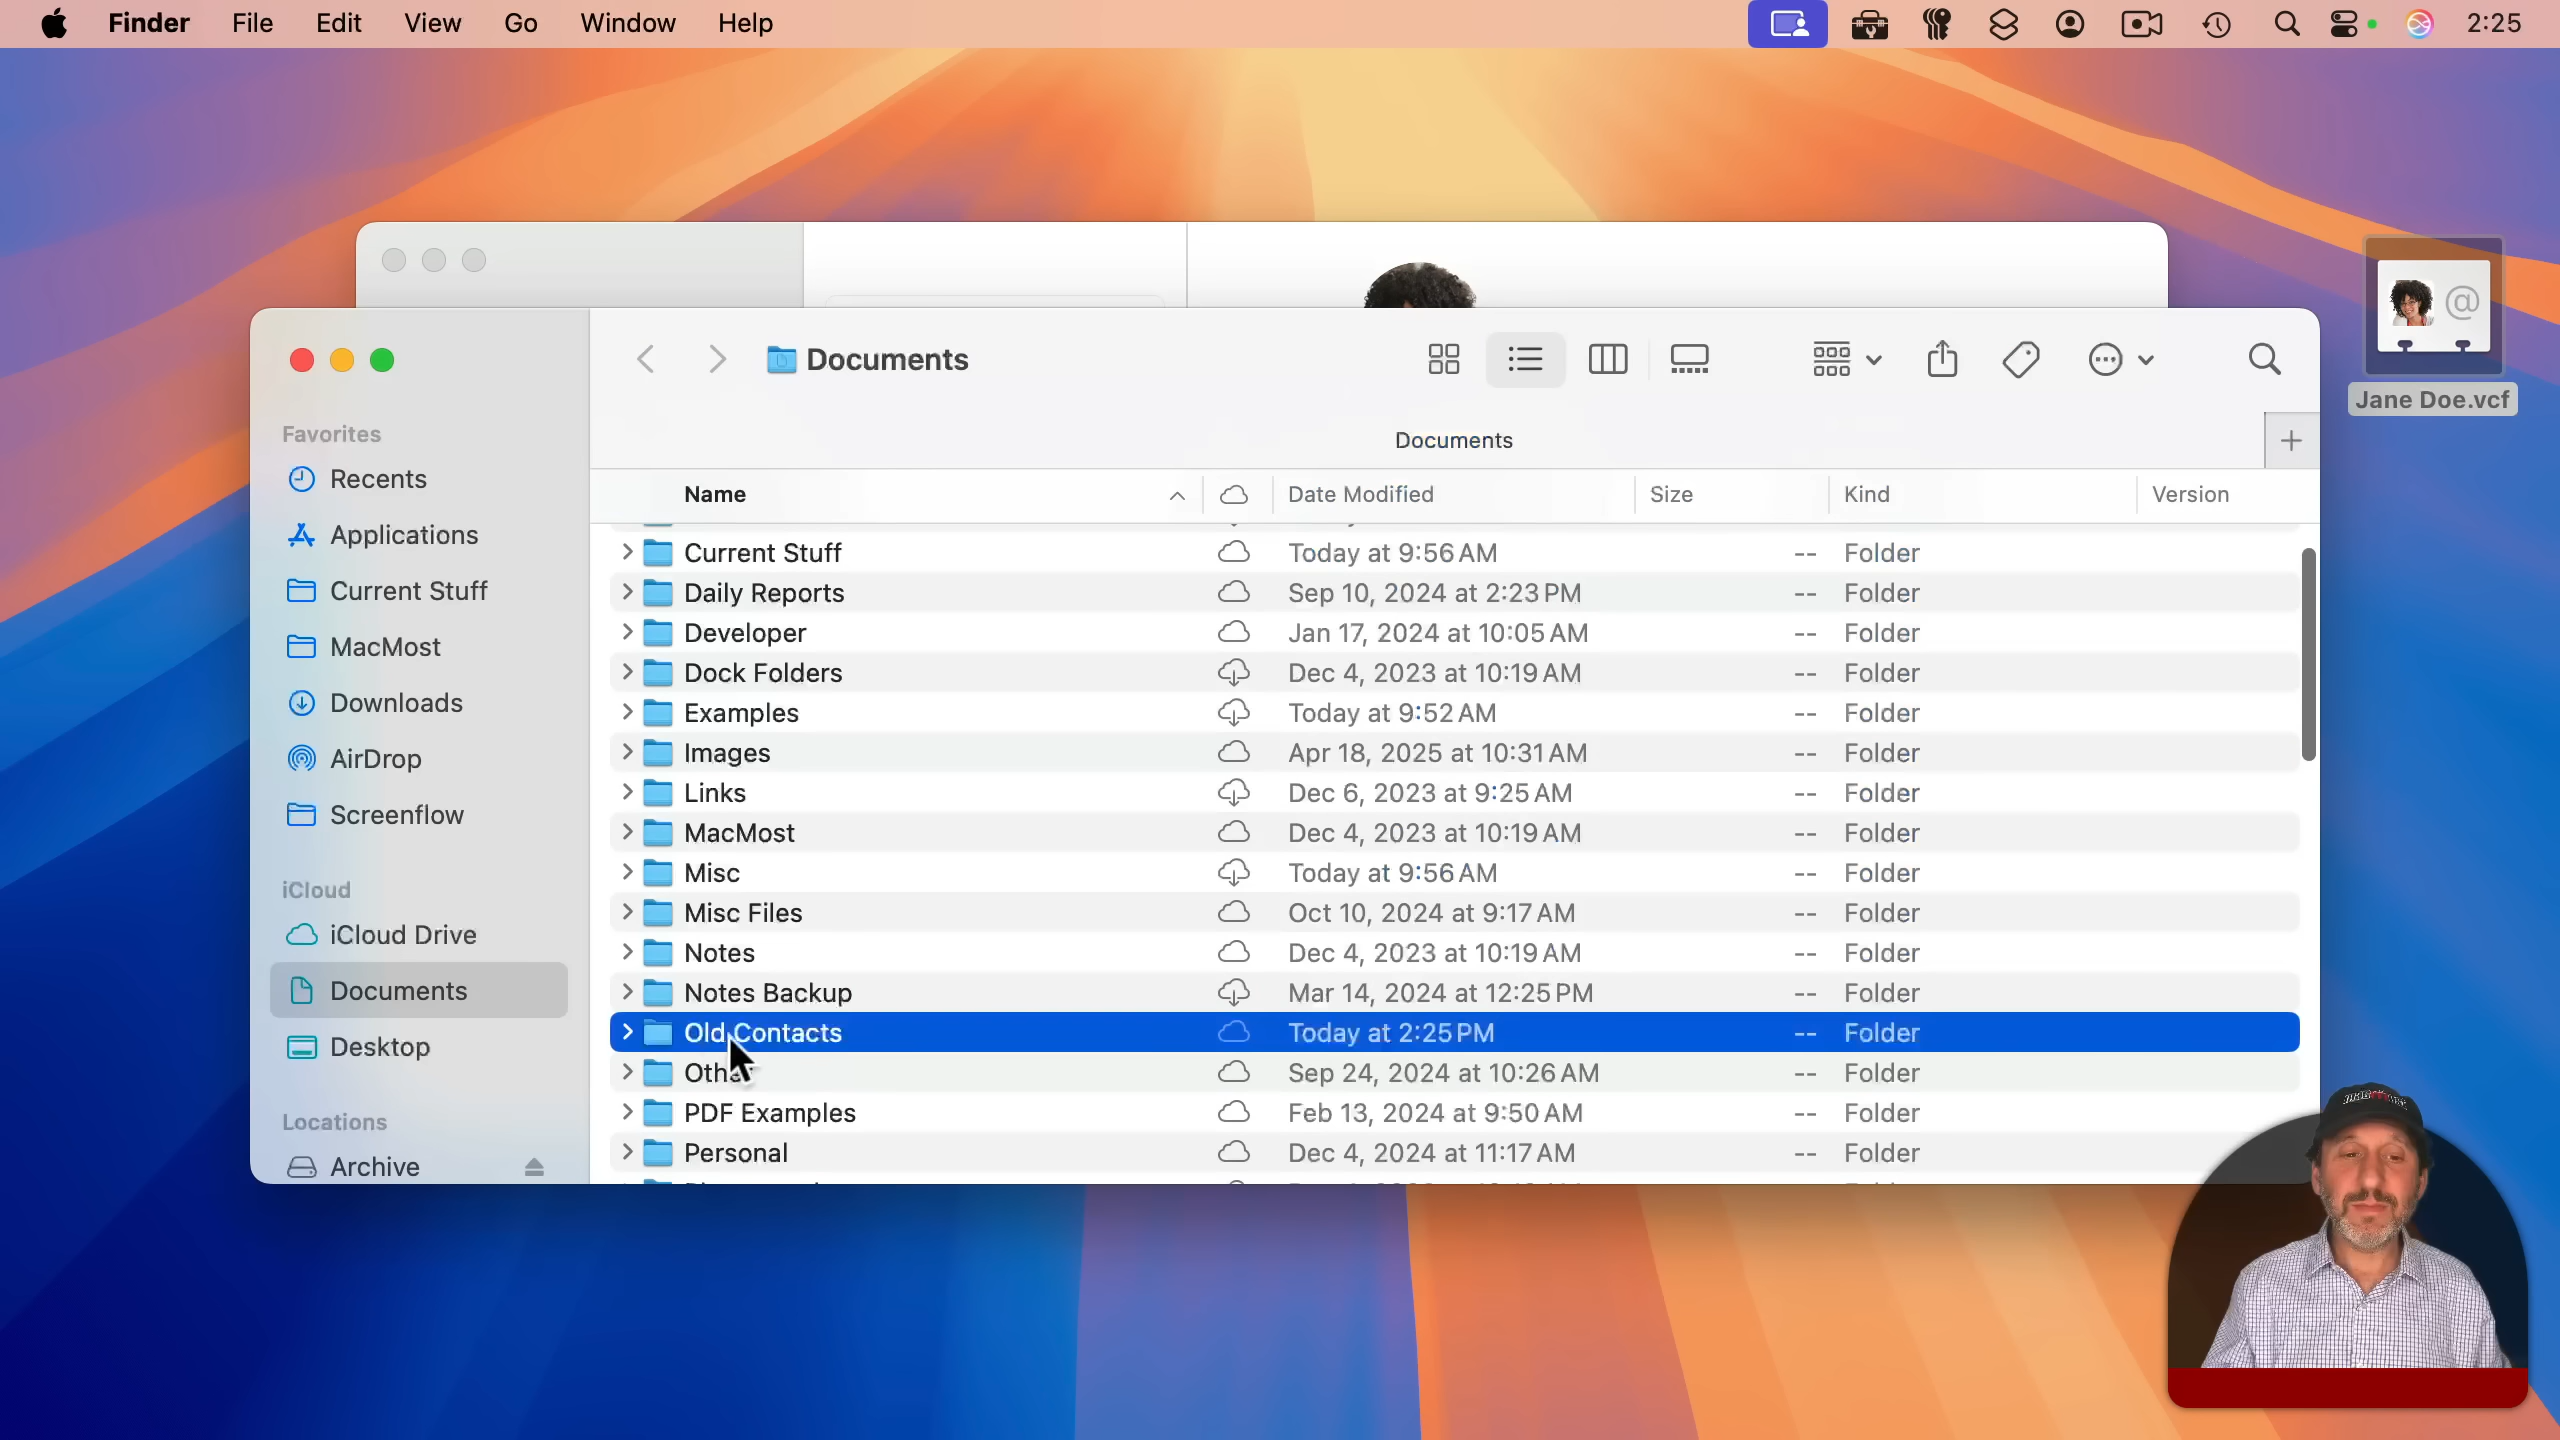 Finder File Edit View Go Window Help 2:25
@
Jane Doe.vcf
Documents
Documents
+
Favorites
Recents
Applications
Current Stuff
MacMost
Downloads
AirDrop
Screenflow
iCloud
iCloud Drive
Documents
Desktop
Locations
Archive
Name Date Modified Size Kind Version
Current Stuff Today at 9:56 AM -- Folder
Daily Reports Sep 10, 2024 at 2:23 PM -- Folder
Developer Jan 17, 2024 at 10:05 AM -- Folder
Dock Folders Dec 4, 2023 at 10:19 AM -- Folder
Examples Today at 9:52 AM -- Folder
Images Apr 18, 2025 at 10:31 AM -- Folder
Links Dec 6, 2023 at 9:25 AM -- Folder
MacMost Dec 4, 2023 at 10:19 AM -- Folder
Misc Today at 9:56 AM -- Folder
Misc Files Oct 10, 2024 at 9:17 AM -- Folder
Notes Dec 4, 2023 at 10:19 AM -- Folder
Notes Backup Mar 14, 2024 at 12:25 PM -- Folder
Old Contacts Today at 2:25 PM -- Folder
Other Sep 24, 2024 at 10:26 AM -- Folder
PDF Examples Feb 13, 2024 at 9:50 AM -- Folder
Personal Dec 4, 2024 at 11:17 AM -- Folder